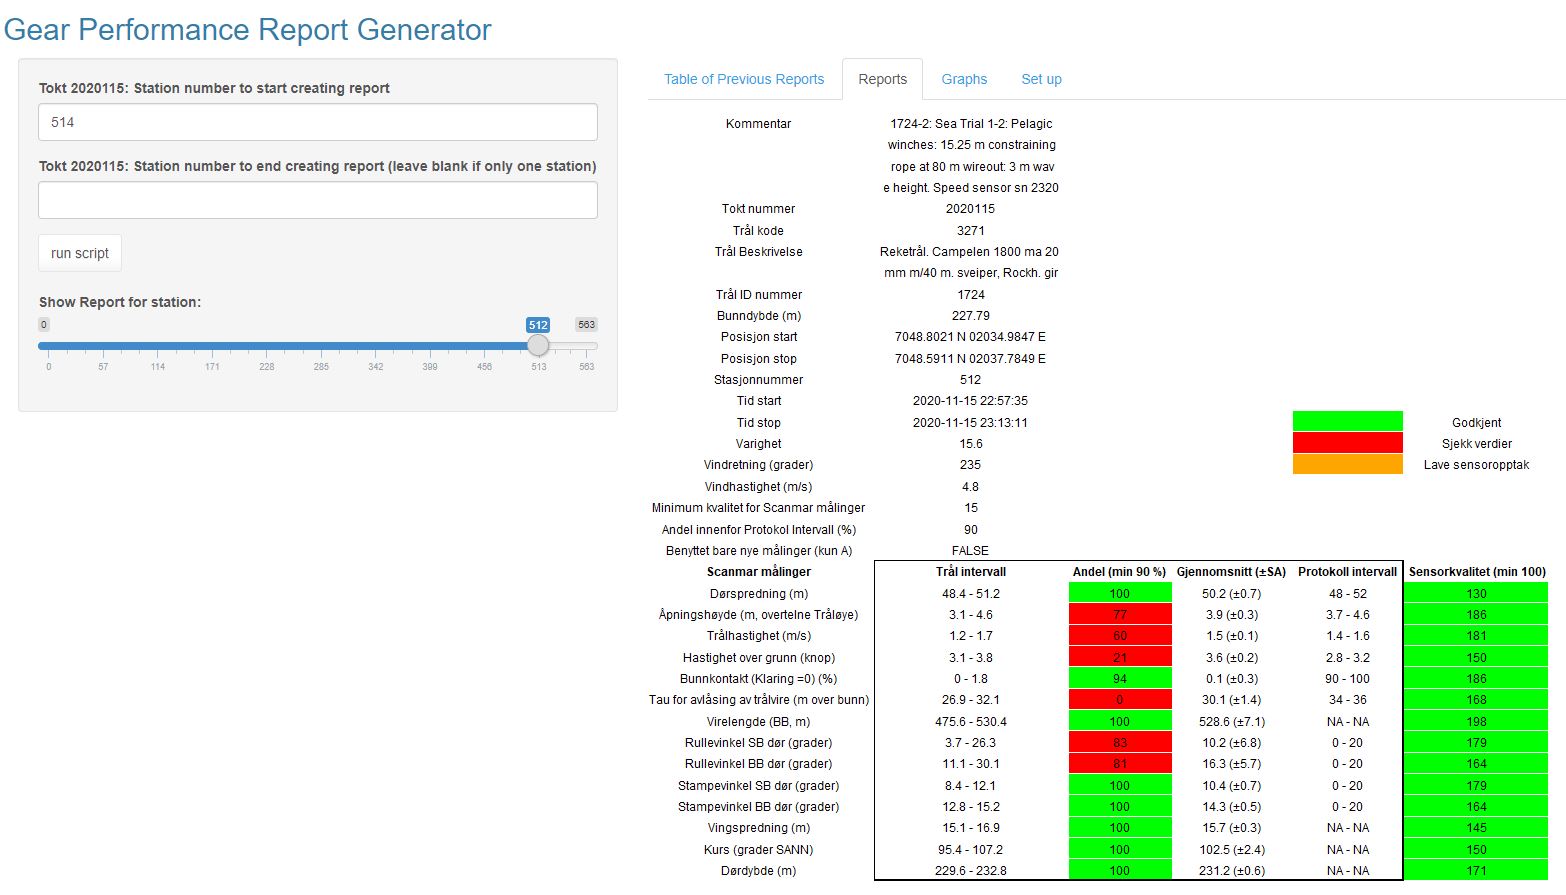 Gear Performance Report Generator
Tokt 2020115: Station number to start creating report
514
Tokt 2020115: Station number to end creating report (leave blank if only one station)
run script
Show Report for station:
0 512 563
0 57 114 171 228 285 342 399 456 513 563
Table of Previous Reports Reports Graphs Set up
Kommentar 1724-2: Sea Trial 1-2: Pelagic
winches: 15.25 m constraining
rope at 80 m wireout: 3 m wav
e height. Speed sensor sn 2320
Tokt nummer 2020115
Trål kode 3271
Trål Beskrivelse Reketrål. Campelen 1800 ma 20
mm m/40 m. sveiper, Rockh. gir
Trål ID nummer 1724
Bunndybde (m) 227.79
Posisjon start 7048.8021 N 02034.9847 E
Posisjon stop 7048.5911 N 02037.7849 E
Stasjonnummer 512
Tid start 2020-11-15 22:57:35
Tid stop 2020-11-15 23:13:11 Godkjent
Varighet 15.6 Sjekk verdier
Vindretning (grader) 235 Lave sensoropptak
Vindhastighet (m/s) 4.8
Minimum kvalitet for Scanmar målinger 15
Andel innenfor Protokol Intervall (%) 90
Benyttet bare nye målinger (kun A) FALSE
Scanmar målinger Trål intervall Andel (min 90 %) Gjennomsnitt (±SA) Protokoll intervall Sensorkvalitet (min 100)
Dørspredning (m) 48.4 - 51.2 100 50.2 (±0.7) 48 - 52 130
Åpningshøyde (m, overtelne Tråløye) 3.1 - 4.6 77 3.9 (±0.3) 3.7 - 4.6 186
Trålhastighet (m/s) 1.2 - 1.7 60 1.5 (±0.1) 1.4 - 1.6 181
Hastighet over grunn (knop) 3.1 - 3.8 21 3.6 (±0.2) 2.8 - 3.2 150
Bunnkontakt (Klaring =0) (%) 0 - 1.8 94 0.1 (±0.3) 90 - 100 186
Tau for avlåsing av trålvire (m over bunn) 26.9 - 32.1 0 30.1 (±1.4) 34 - 36 168
Virelengde (BB, m) 475.6 - 530.4 100 528.6 (±7.1) NA - NA 198
Rullevinkel SB dør (grader) 3.7 - 26.3 83 10.2 (±6.8) 0 - 20 179
Rullevinkel BB dør (grader) 11.1 - 30.1 81 16.3 (±5.7) 0 - 20 164
Stampevinkel SB dør (grader) 8.4 - 12.1 100 10.4 (±0.7) 0 - 20 179
Stampevinkel BB dør (grader) 12.8 - 15.2 100 14.3 (±0.5) 0 - 20 164
Vingspredning (m) 15.1 - 16.9 100 15.7 (±0.3) NA - NA 145
Kurs (grader SANN) 95.4 - 107.2 100 102.5 (±2.4) NA - NA 150
Dørdybde (m) 229.6 - 232.8 100 231.2 (±0.6) NA - NA 171